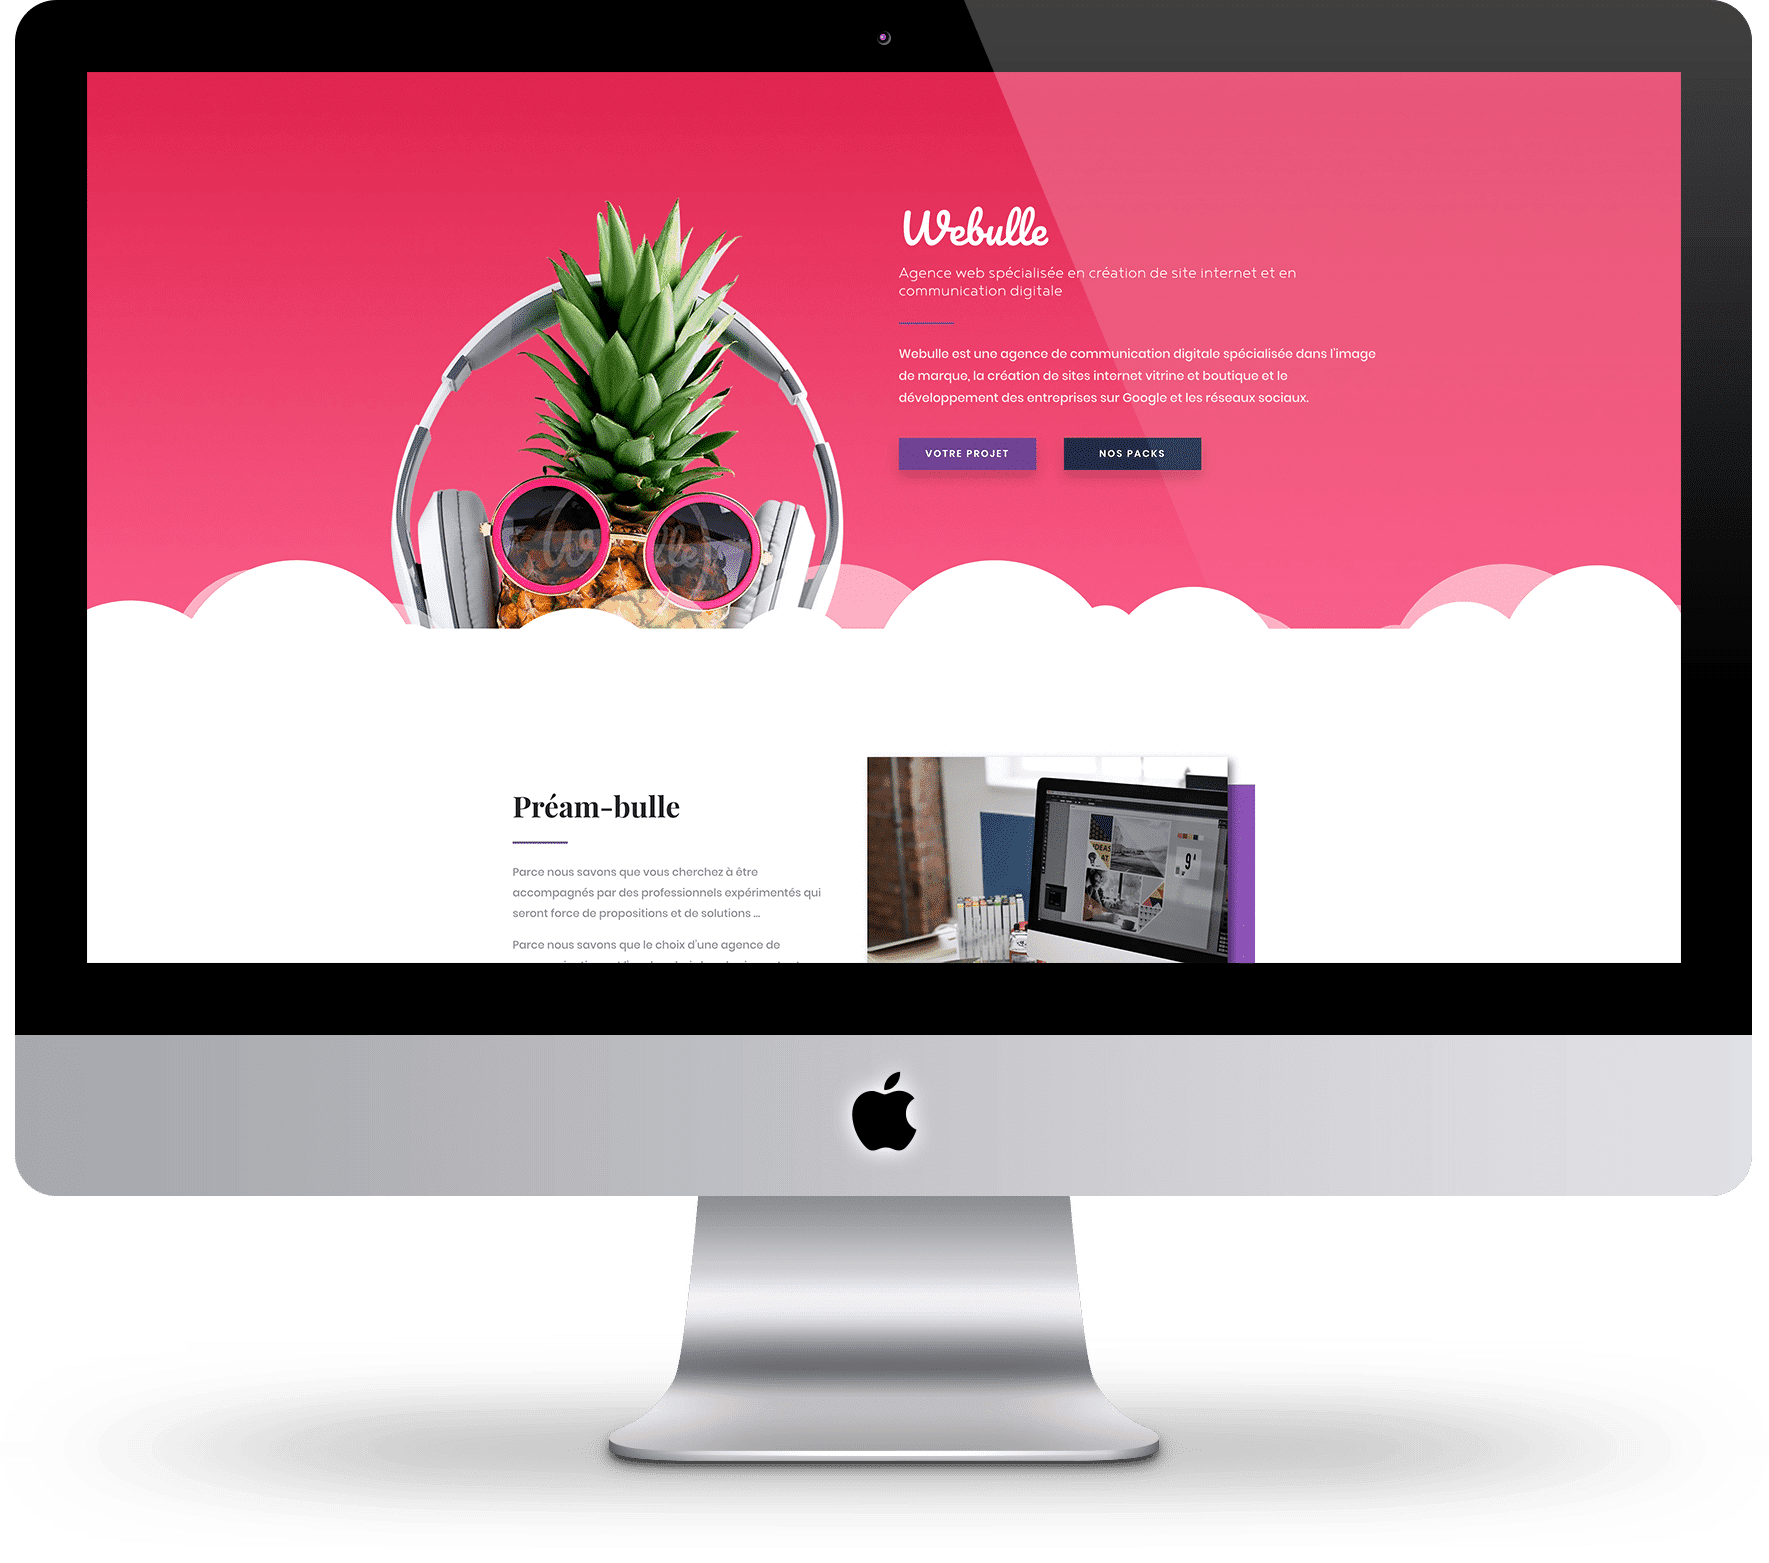 Webulle
Agence web spécialisée en création de site internet et en
communication digitale
Webulle est une agence de communication digitale spécialisée dans l'image
de marque, la création de sites internet vitrine et boutique et le
développement des entreprises sur Google et les réseaux sociaux.
VOTRE PROJET
NOS PACKS
Préam-bulle
Parce nous savons que vous cherchez à être
accompagnés par des professionnels expérimentés qui
seront force de propositions et de solutions ...
Parce nous savons que le choix d'une agence de
IDEAS